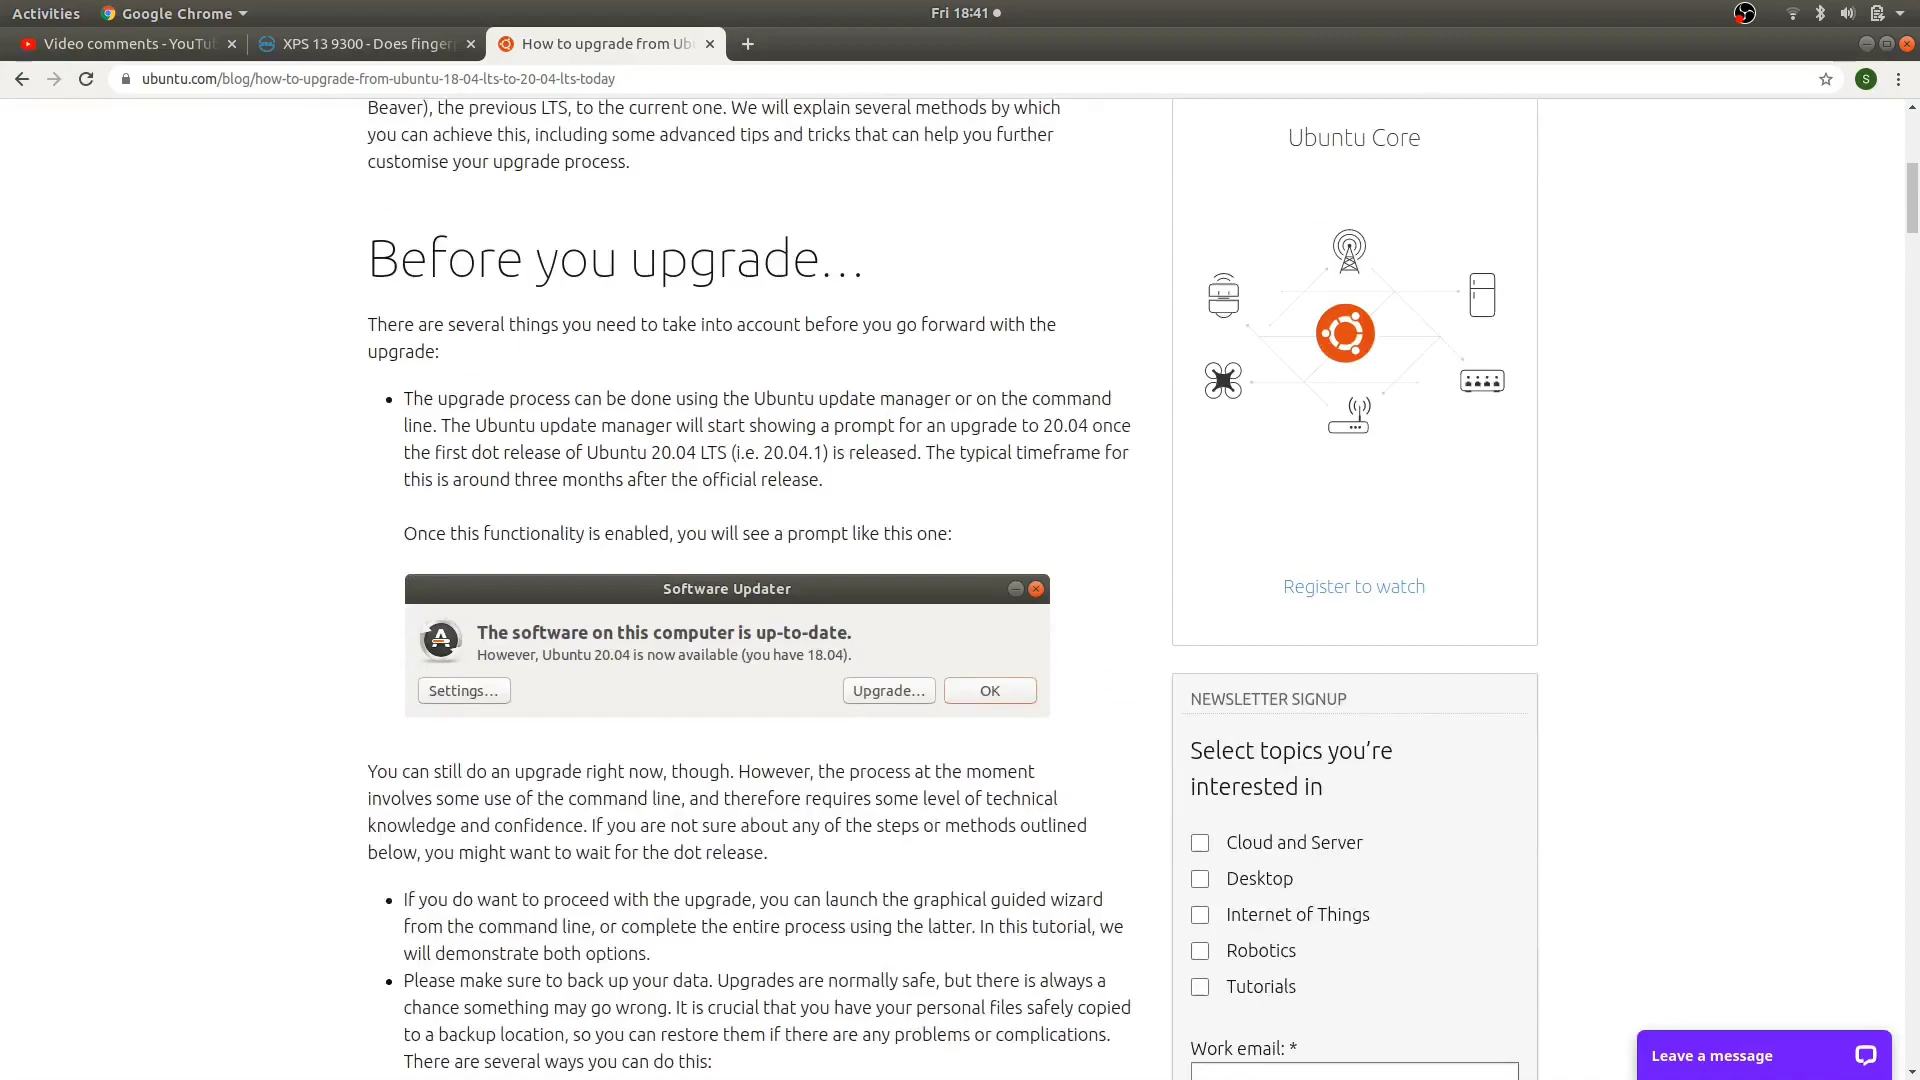 Activities
Google Chrome
Fri 18:41
Video comments - YouTu
XPS 13 9300 - Does finger
How to upgrade from Ub
ubuntu.com/blog/how-to-upgrade-from-ubuntu-18-04-lts-to-20-04-lts-today
S
Beaver), the previous LTS, to the current one. We will explain several methods by which
you can achieve this, including some advanced tips and tricks that can help you further
customise your upgrade process.
Before you upgrade…
There are several things you need to take into account before you go forward with the
upgrade:
The upgrade process can be done using the Ubuntu update manager or on the command
line. The Ubuntu update manager will start showing a prompt for an upgrade to 20.04 once
the first dot release of Ubuntu 20.04 LTS (i.e. 20.04.1) is released. The typical timeframe for
this is around three months after the official release.
Once this functionality is enabled, you will see a prompt like this one:
Software Updater
The software on this computer is up-to-date.
However, Ubuntu 20.04 is now available (you have 18.04).
Settings…
Upgrade…
OK
You can still do an upgrade right now, though. However, the process at the moment
involves some use of the command line, and therefore requires some level of technical
knowledge and confidence. If you are not sure about any of the steps or methods outlined
below, you might want to wait for the dot release.
If you do want to proceed with the upgrade, you can launch the graphical guided wizard
from the command line, or complete the entire process using the latter. In this tutorial, we
will demonstrate both options.
Please make sure to back up your data. Upgrades are normally safe, but there is always a
chance something may go wrong. It is crucial that you have your personal files safely copied
to a backup location, so you can restore them if there are any problems or complications.
There are several ways you can do this:
Ubuntu Core
Register to watch
NEWSLETTER SIGNUP
Select topics you’re
interested in
Cloud and Server
Desktop
Internet of Things
Robotics
Tutorials
Work email: *
Leave a message